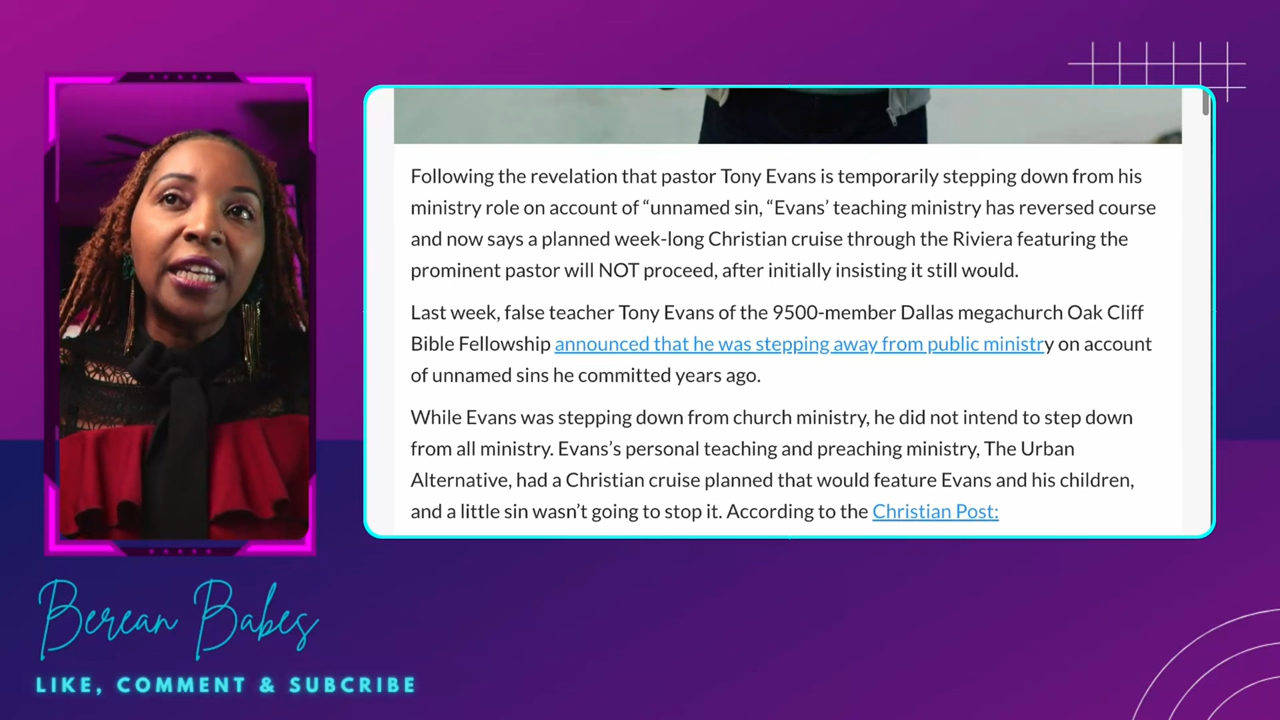 Following the revelation that pastor Tony Evans is temporarily stepping down from his
ministry role on account of “unnamed sin, “Evans’ teaching ministry has reversed course
and now says a planned week-long Christian cruise through the Riviera featuring the
prominent pastor will NOT proceed, after initially insisting it still would.
Last week, false teacher Tony Evans of the 9500-member Dallas megachurch Oak Cliff
Bible Fellowship announced that he was stepping away from public ministry on account
of unnamed sins he committed years ago.
While Evans was stepping down from church ministry, he did not intend to step down
from all ministry. Evans’s personal teaching and preaching ministry, The Urban
Alternative, had a Christian cruise planned that would feature Evans and his children,
and a little sin wasn’t going to stop it. According to the Christian Post:
Berean Babes
LIKE, COMMENT & SUBCRIBE